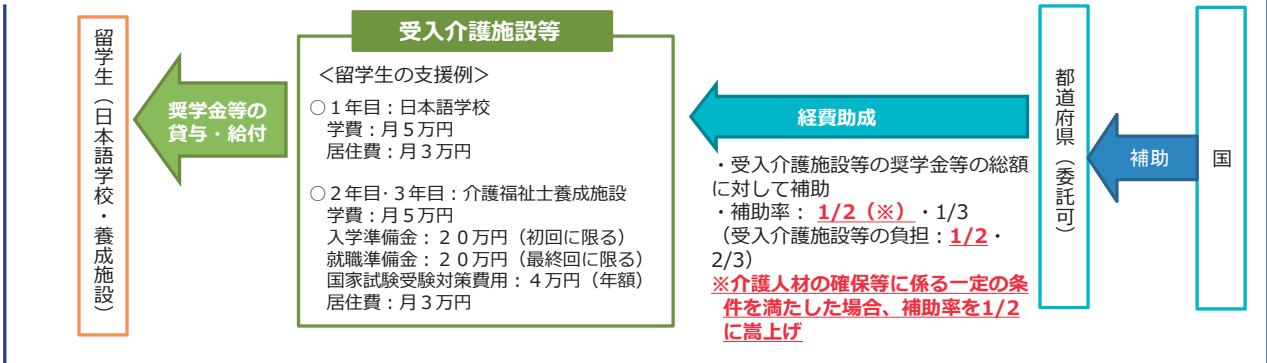 留学生（日本語学校・養成施設）
奨学金等の
貸与・給付
受入介護施設等
＜留学生の支援例＞
○１年目：日本語学校
学費：月５万円
居住費：月３万円
○２年目･３年目：介護福祉士養成施設
学費：月５万円
入学準備金：２０万円（初回に限る）
就職準備金：２０万円（最終回に限る）
国家試験受験対策費用：４万円（年額）
居住費：月３万円
経費助成
・受入介護施設等の奨学金等の総額
に対して補助
・補助率： 1/2（※）・1/3
（受入介護施設等の負担：1/2・
2/3）
※介護人材の確保等に係る一定の条
件を満たした場合、補助率を1/2
に嵩上げ
都道府県（委託可）
補助
国